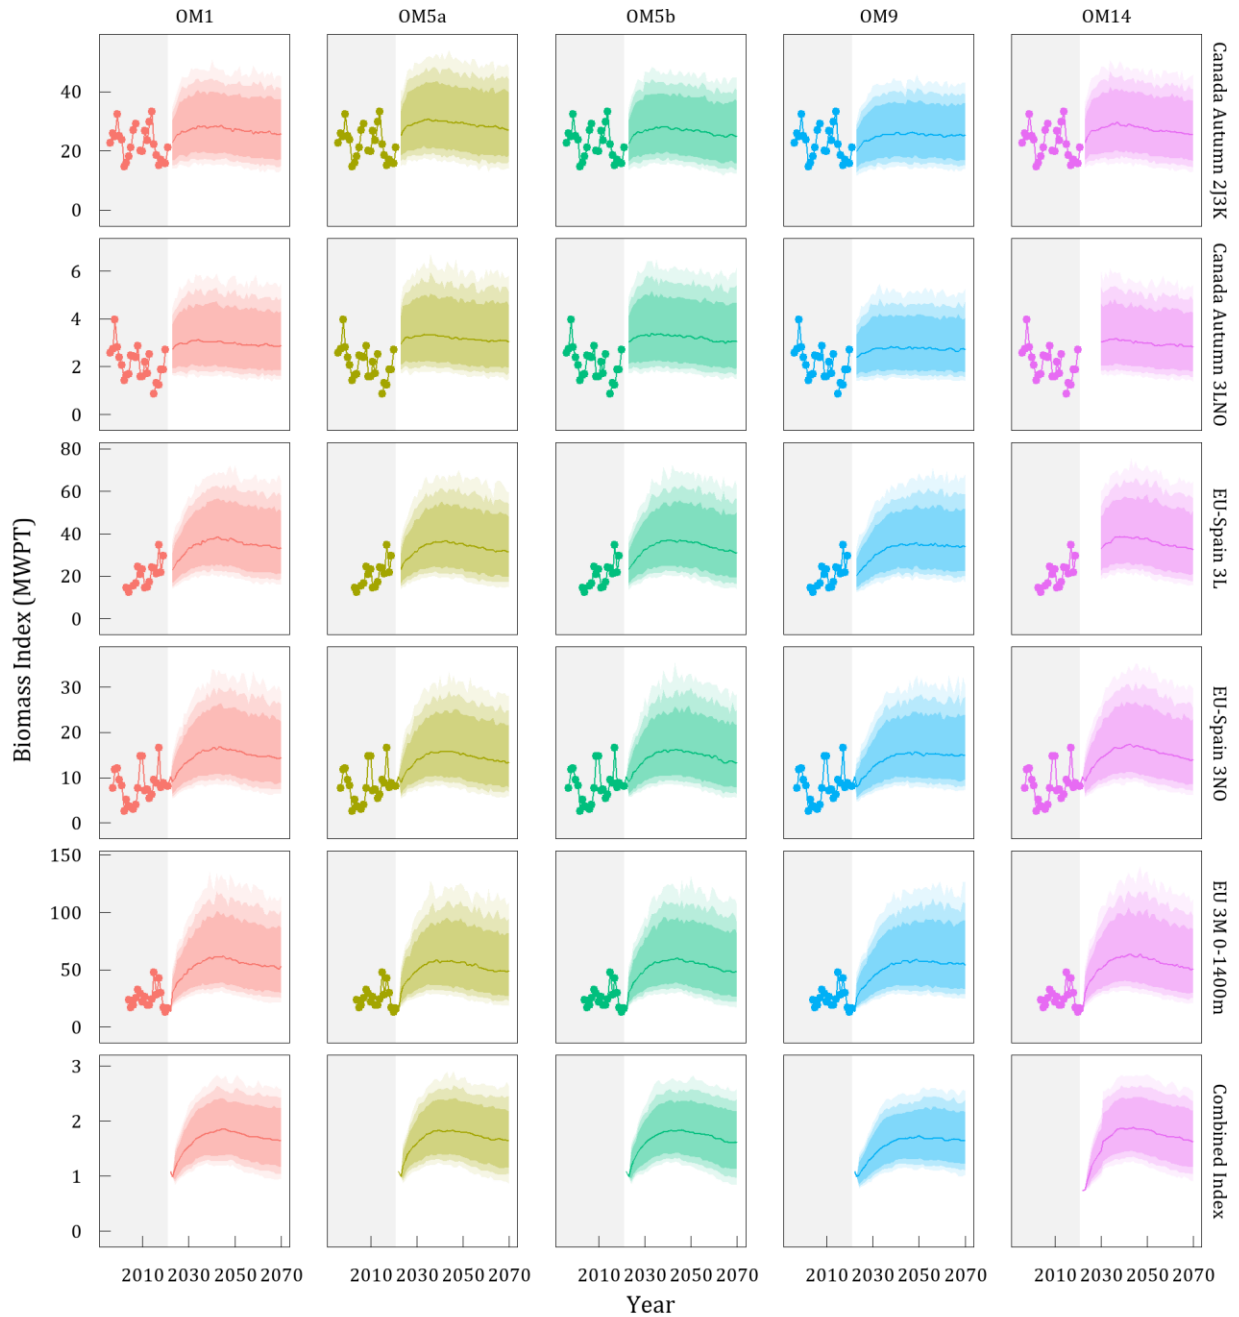 OM1 OM5a OM5b OM9 OM14
40
20
0
Canada Autumn 2J3K
6
4
2
0
Canada Autumn 3LNO
80
60
40
20
0
EU-Spain 3L
30
20
10
0
EU-Spain 3NO
150
100
50
0
EU 3M 0-1400m
3
2
1
0
Combined Index
Biomass Index (MWPT)
2010 2030 2050 2070 2010 2030 2050 2070 2010 2030 2050 2070 2010 2030 2050 2070 2010 2030 2050 2070
Year